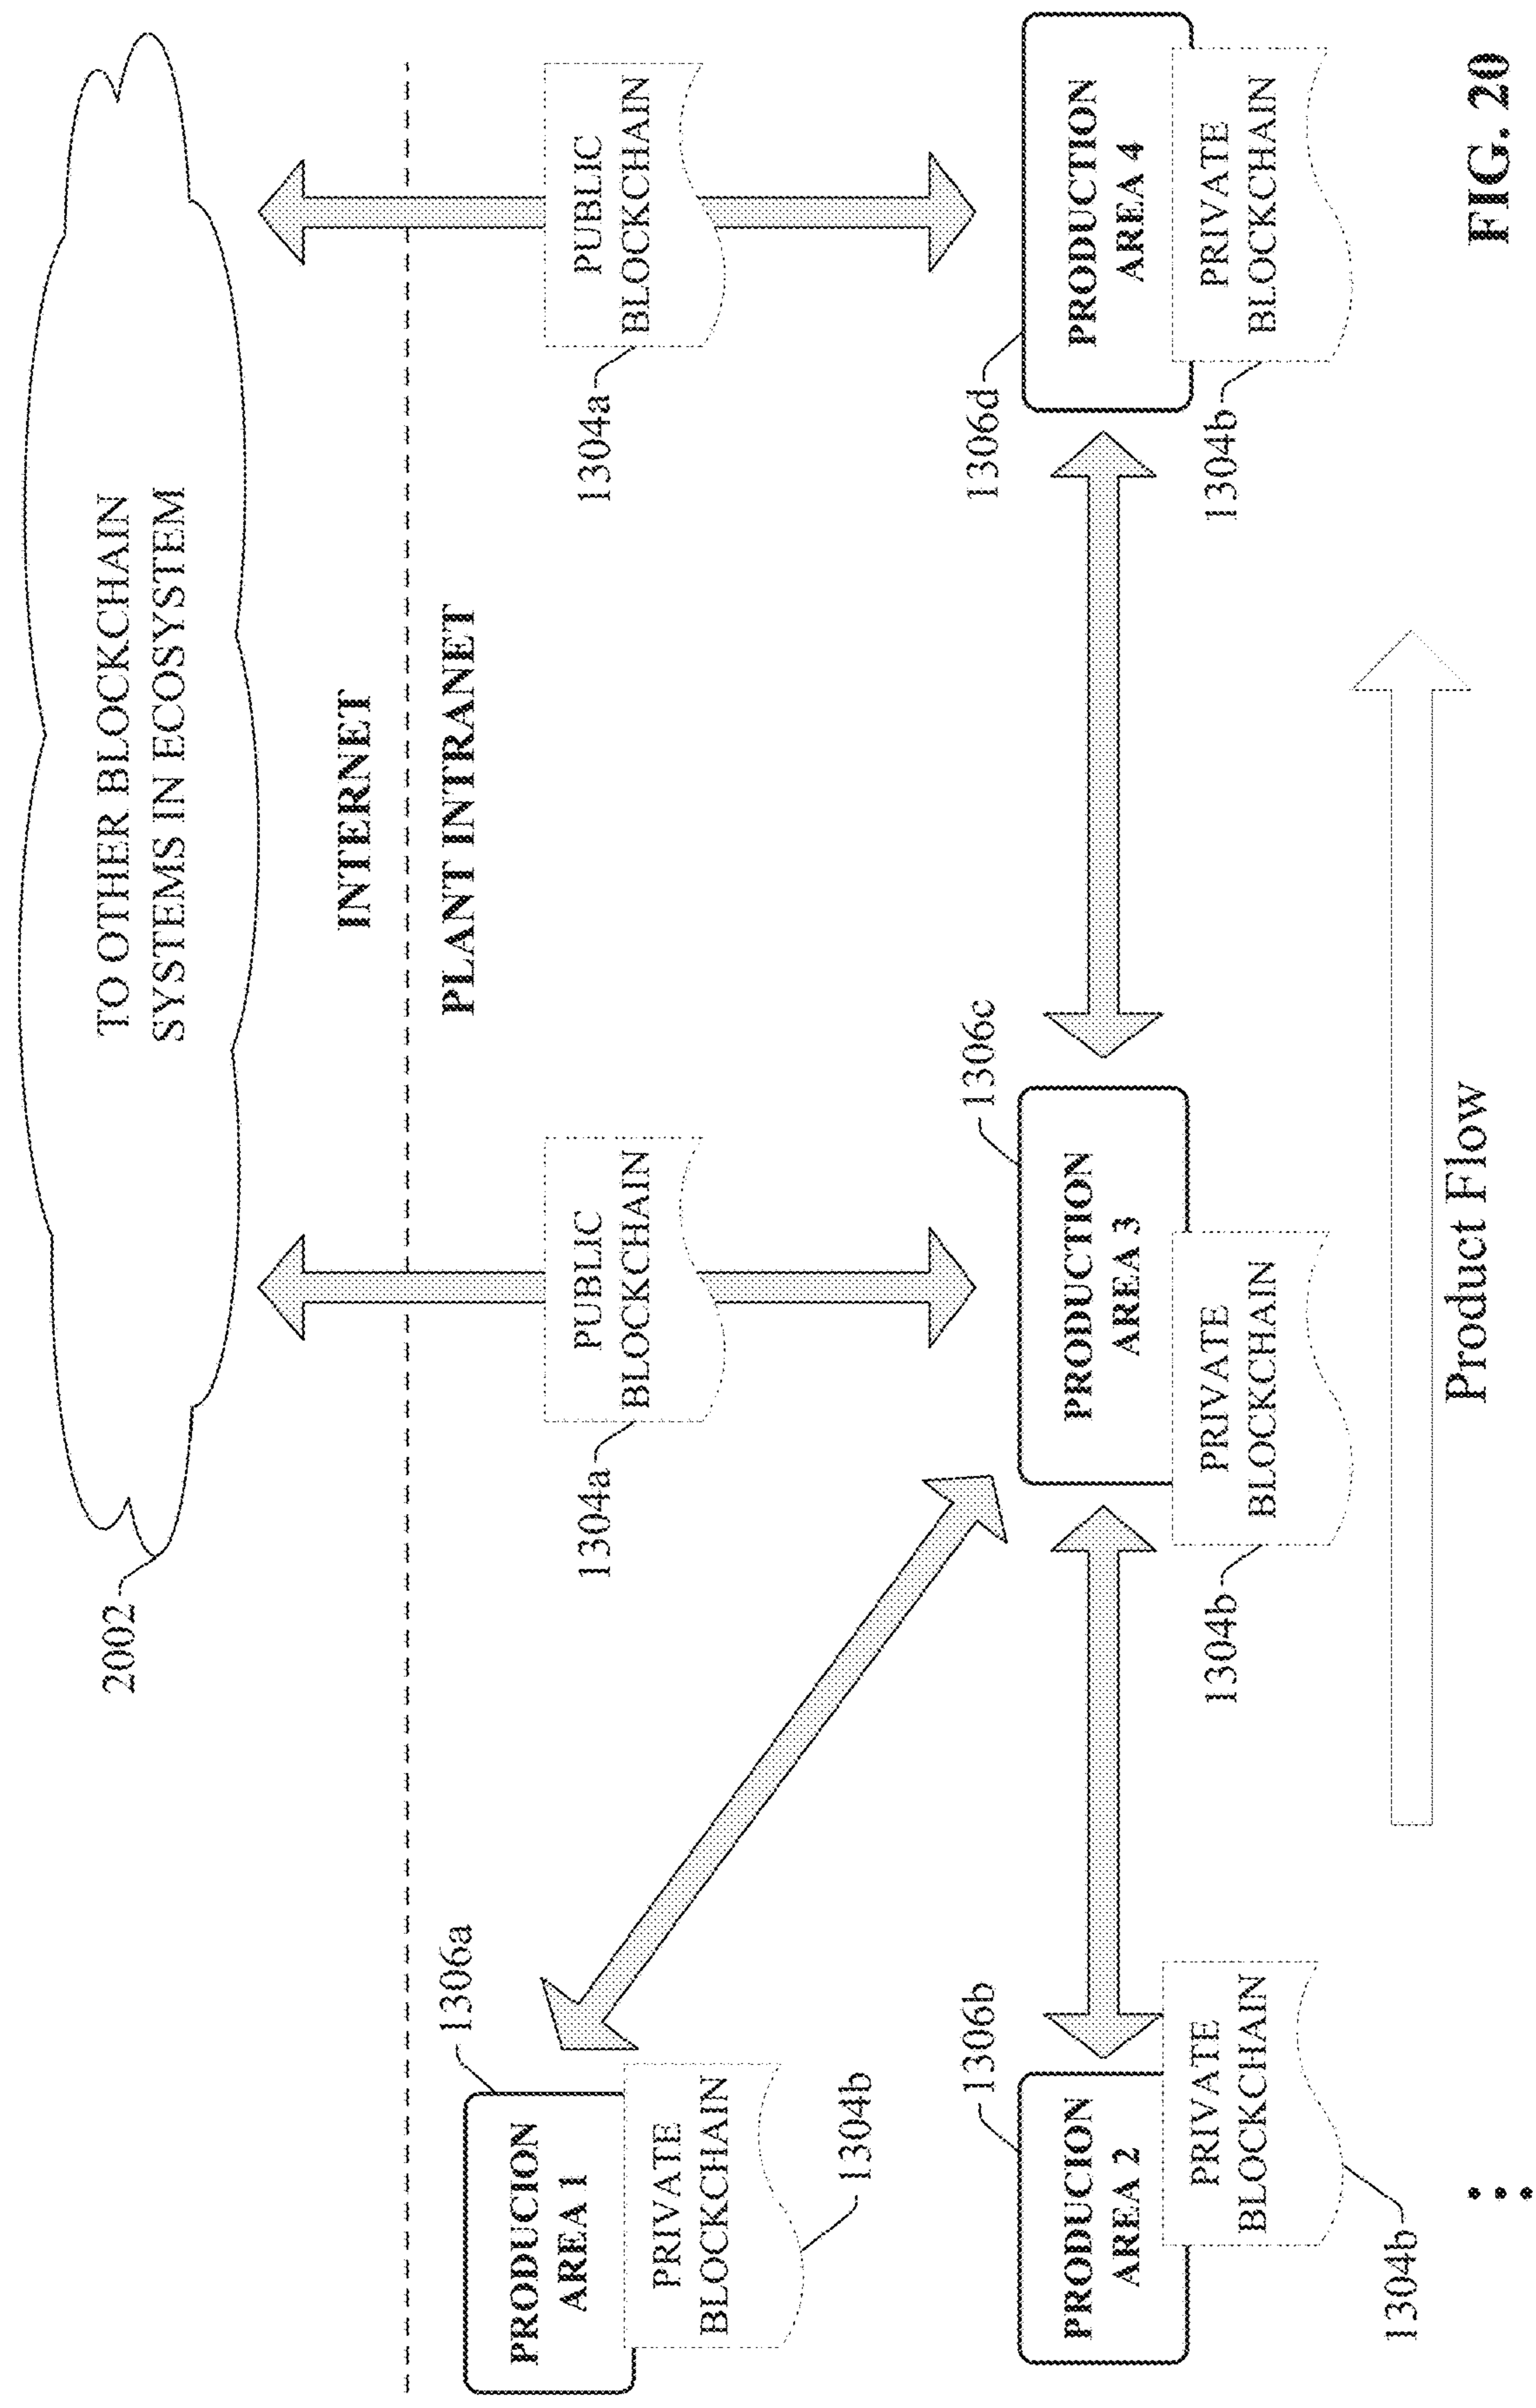 TO OTHER BLOCKCHAIN
SYSTEMS IN ECOSYSTEM
2002
INTERNET
PLANT INTRANET
1306a
PRODUCION
AREA 1
PRIVATE
BLOCKCHAIN
1304b
1304a
PUBLIC
BLOCKCHAIN
1304a
PUBLIC
BLOCKCHAIN
1306b
PRODUCION
AREA 2
PRIVATE
BLOCKCHAIN
1304b
1306c
PRODUCTION
AREA 3
PRIVATE
BLOCKCHAIN
1304b
1306d
PRODUCTION
AREA 4
PRIVATE
BLOCKCHAIN
1304b
Product Flow
FIG. 20